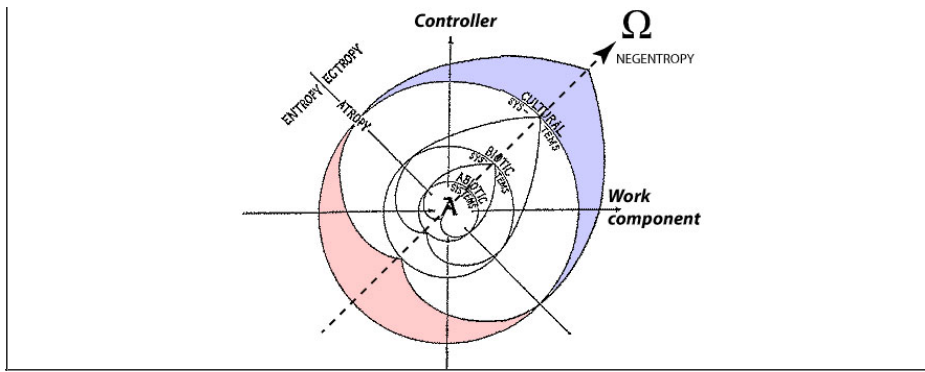 Controller
Ω
NEGENTROPY
ENTROPY ECTROPY
ATROPY
CULTURAL
SYS-TEMS
BIOTIC
SYS-TEMS
ABIOTIC
SYSTEMS
A
Work
component